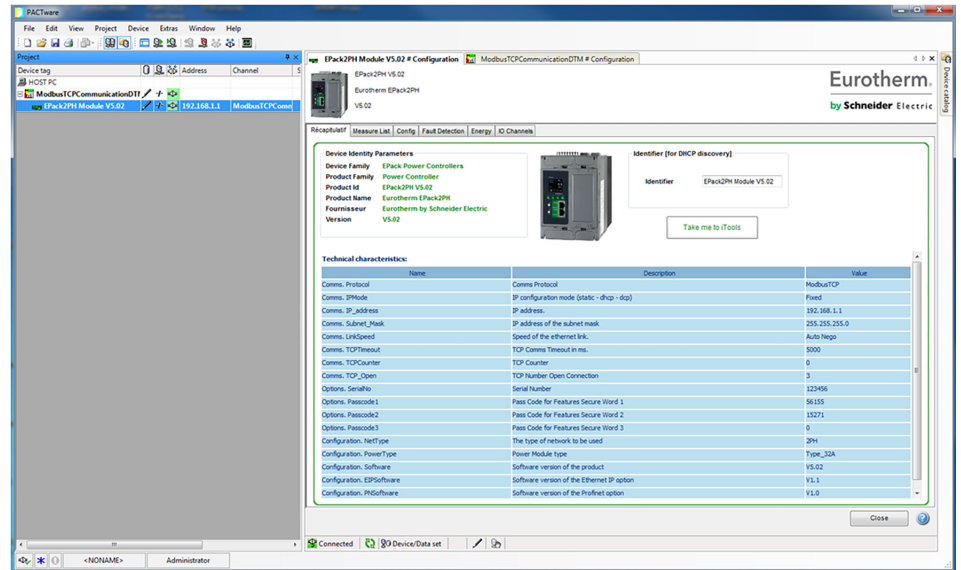 PACTware
File Edit View Project Device Extras Window Help
Project
Device tag Address Channel S
HOST PC
ModbusTCPCommunicationDTM
EPack2PH Module V5.02 192.168.1.1 ModbusTCPComm
EPack2PH Module V5.02 # Configuration ModbusTCPCommunicationDTM # Configuration
EPack2PH V5.02
Eurotherm EPack2PH
V5.02
Eurotherm.
by Schneider Electric
Device catalog
Récapitulatif Measure List Config Fault Detection Energy IO Channels
Device Identity Parameters
Device Family EPack Power Controllers
Product Family Power Controller
Product Id EPack2PH V5.02
Product Name Eurotherm EPack2PH
Fournisseur Eurotherm by Schneider Electric
Version V5.02
Identifier [for DHCP discovery]
Identifier EPack2PH Module V5.02
Take me to iTools
Technical characteristics:
Name Description Value
Comms. Protocol Comms Protocol ModbusTCP
Comms. IPMode IP configuration mode (static - dhcp - dcp) Fixed
Comms. IP_address IP address. 192.168.1.1
Comms. Subnet_Mask IP address of the subnet mask 255.255.255.0
Comms. LinkSpeed Speed of the ethernet link. Auto Nego
Comms. TCPTimeout TCP Comms Timeout in ms. 5000
Comms. TCPCounter TCP Counter 0
Comms. TCP_Open TCP Number Open Connection 3
Options. SerialNo Serial Number 123456
Options. Passcode1 Pass Code for Features Secure Word 1 56155
Options. Passcode2 Pass Code for Features Secure Word 2 15271
Options. Passcode3 Pass Code for Features Secure Word 3 0
Configuration. NetType The type of network to be used 2PH
Configuration. PowerType Power Module type Type_32A
Configuration. Software Software version of the product V5.02
Configuration. EIPSoftware Software version of the Ethernet IP option V1.1
Configuration. PNSoftware Software version of the Profinet option V1.0
Close
Connected Device/Data set
<NONAME> Administrator